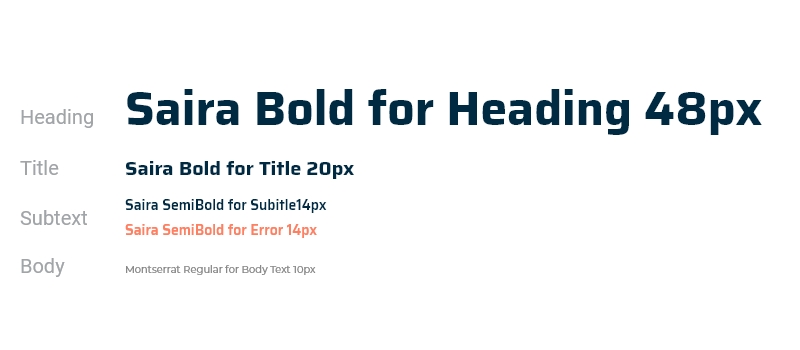 Heading Saira Bold for Heading 48px
Title Saira Bold for Title 20px
Saira SemiBold for Subitle14px
Subtext
Saira SemiBold for Error 14px
Body Montserrat Regular for Body Text 10px